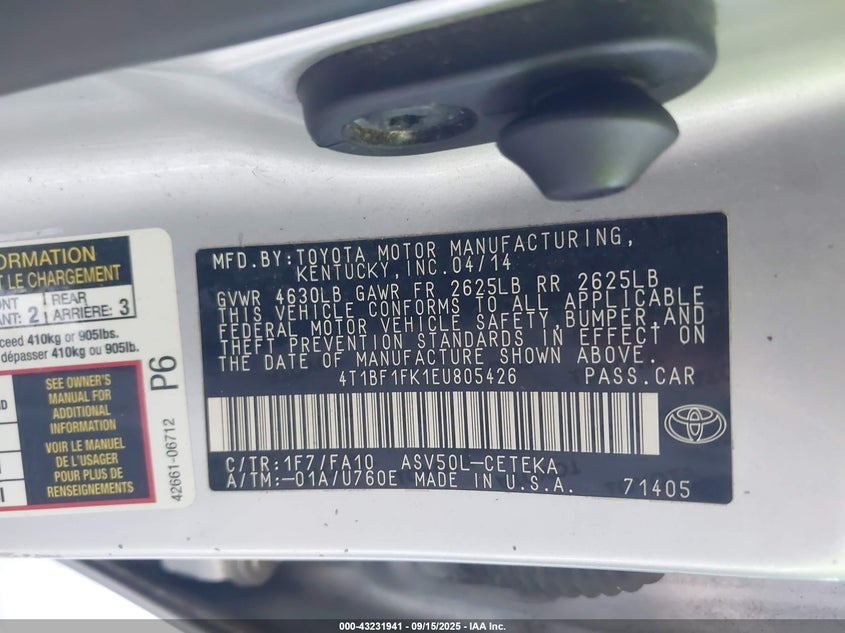 ORMATION
T LE CHARGEMENT
ONT
ANT: 2
REAR
ARRIÈRE: 3
ceed 410kg or 905lbs.
dépasser 410kg ou 905lb.
SEE OWNER'S
MANUAL FOR
ADDITIONAL
INFORMATION
VOIR LE MANUEL
DE L'USAGER
POUR PLUS DE
RENSEIGNEMENTS
P6
42661-06712
MFD.BY:TOYOTA MOTOR MANUFACTURING,
KENTUCKY,INC.04/14
GVWR 4630LB GAWR FR 2625LB RR 2625LB
THIS VEHICLE CONFORMS TO ALL APPLICABLE
FEDERAL MOTOR VEHICLE SAFETY,BUMPER,AND
THEFT PREVENTION STANDARDS IN EFFECT ON
THE DATE OF MANUFACTURE SHOWN ABOVE.
4T1BF1FK1EU805426 PASS.CAR
C/TR:1F7/FA10 ASV50L-CETEKA
A/TM:-01A/U760E MADE IN U.S.A. 71405
000-43231941 - 09/15/2025 - IAA Inc.